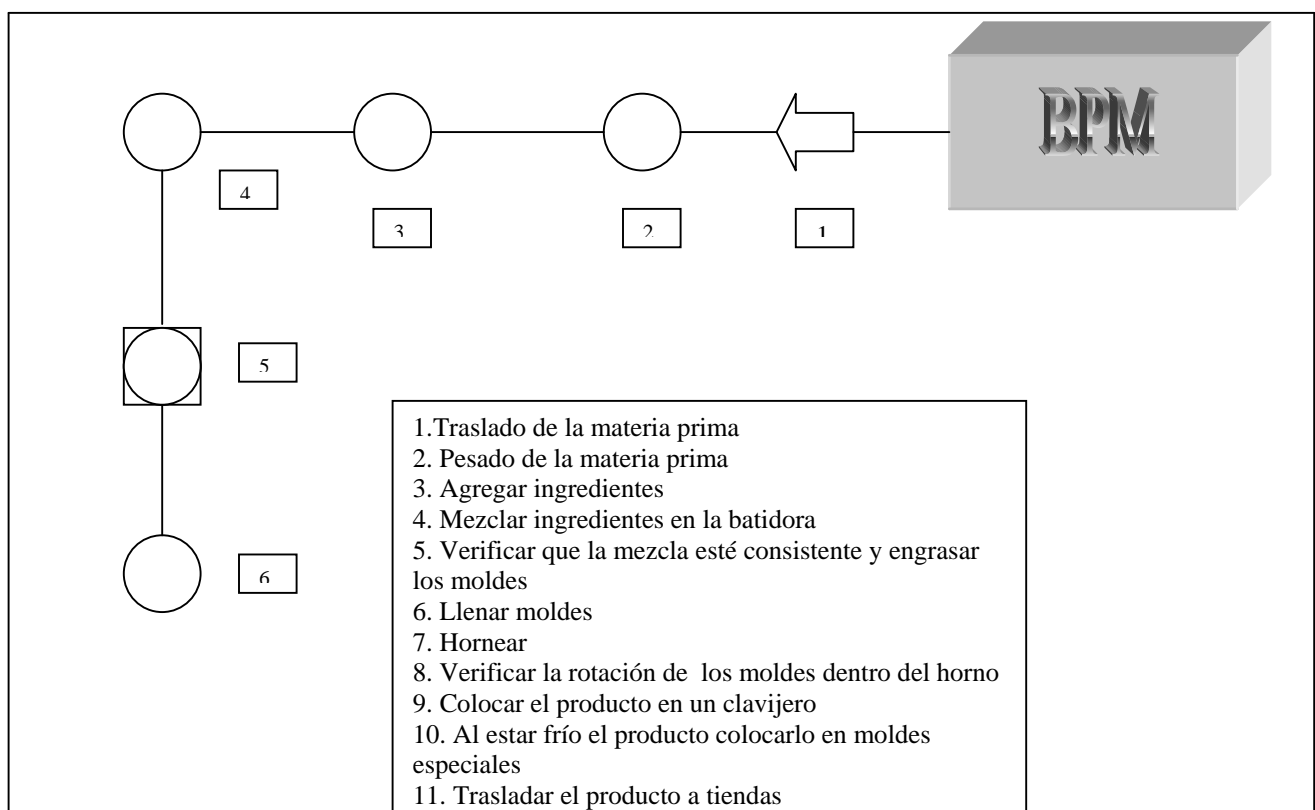 BPM
4
3
2
1
5
6
1.Traslado de la materia prima
2. Pesado de la materia prima
3. Agregar ingredientes
4. Mezclar ingredientes en la batidora
5. Verificar que la mezcla esté consistente y engrasar
los moldes
6. Llenar moldes
7. Hornear
8. Verificar la rotación de los moldes dentro del horno
9. Colocar el producto en un clavijero
10. Al estar frío el producto colocarlo en moldes
especiales
11. Trasladar el producto a tiendas